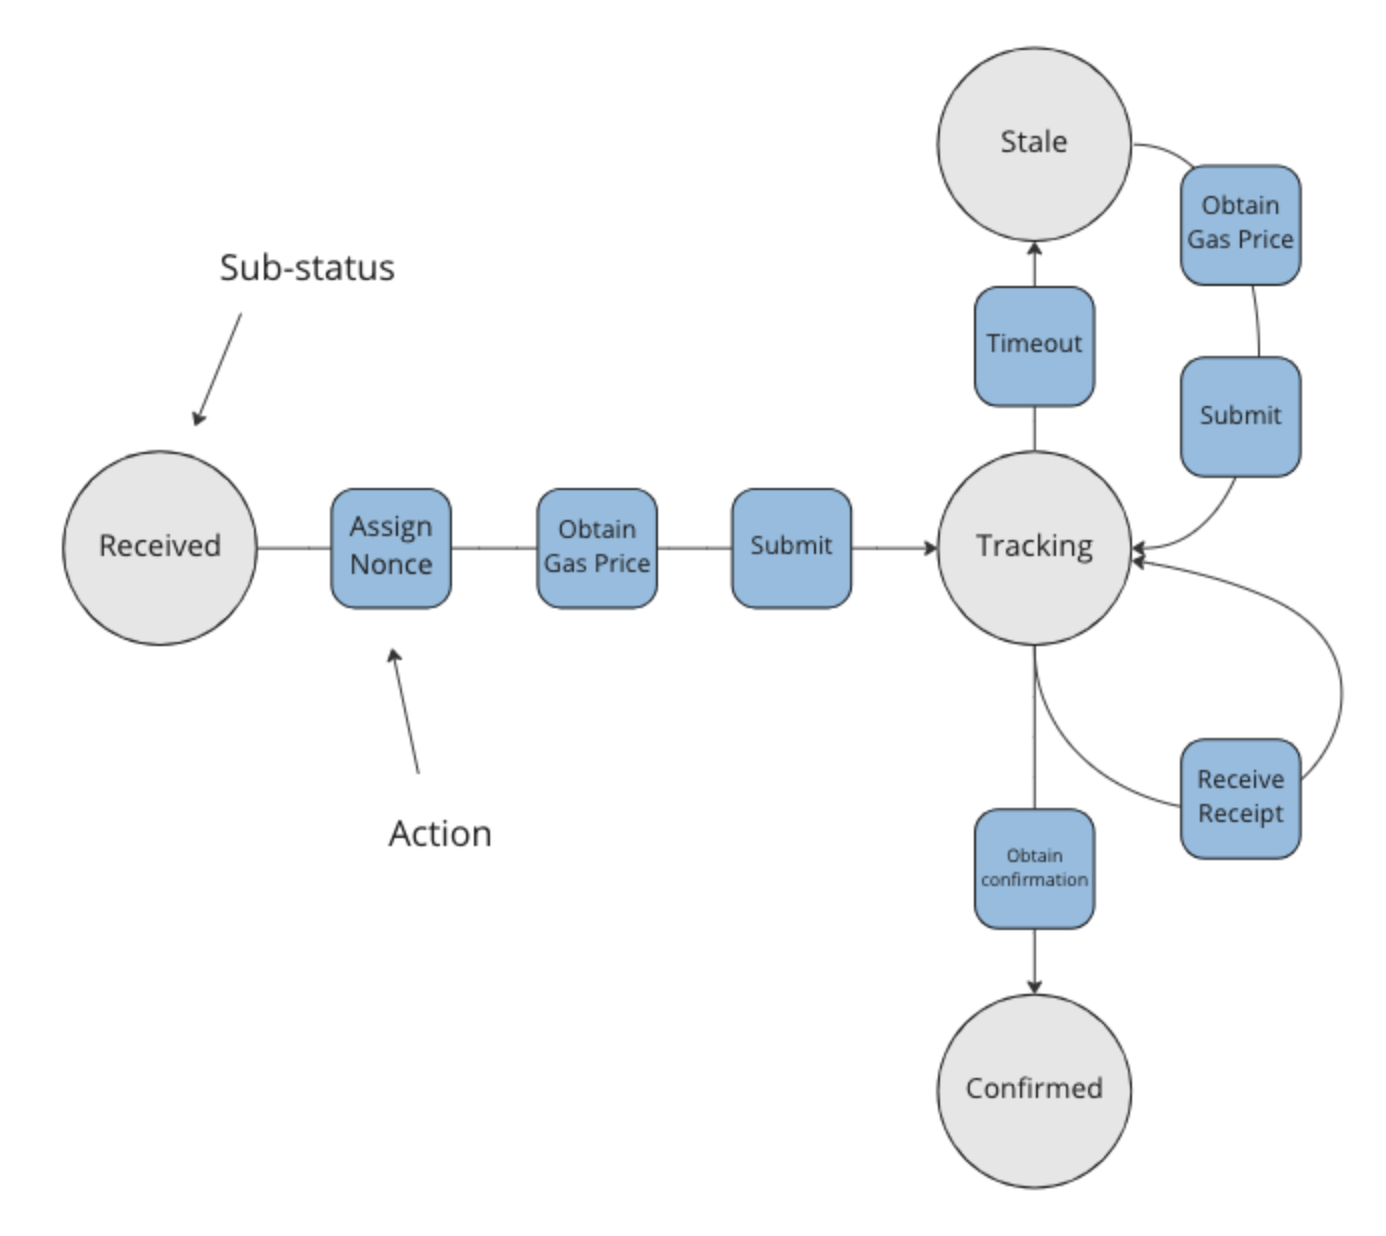 Stale
Obtain
Gas Price
Sub-status
Timeout
Submit
Received
Assign
Nonce
Obtain
Gas Price
Submit
Tracking
Action
Receive
Receipt
Obtain
confirmation
Confirmed